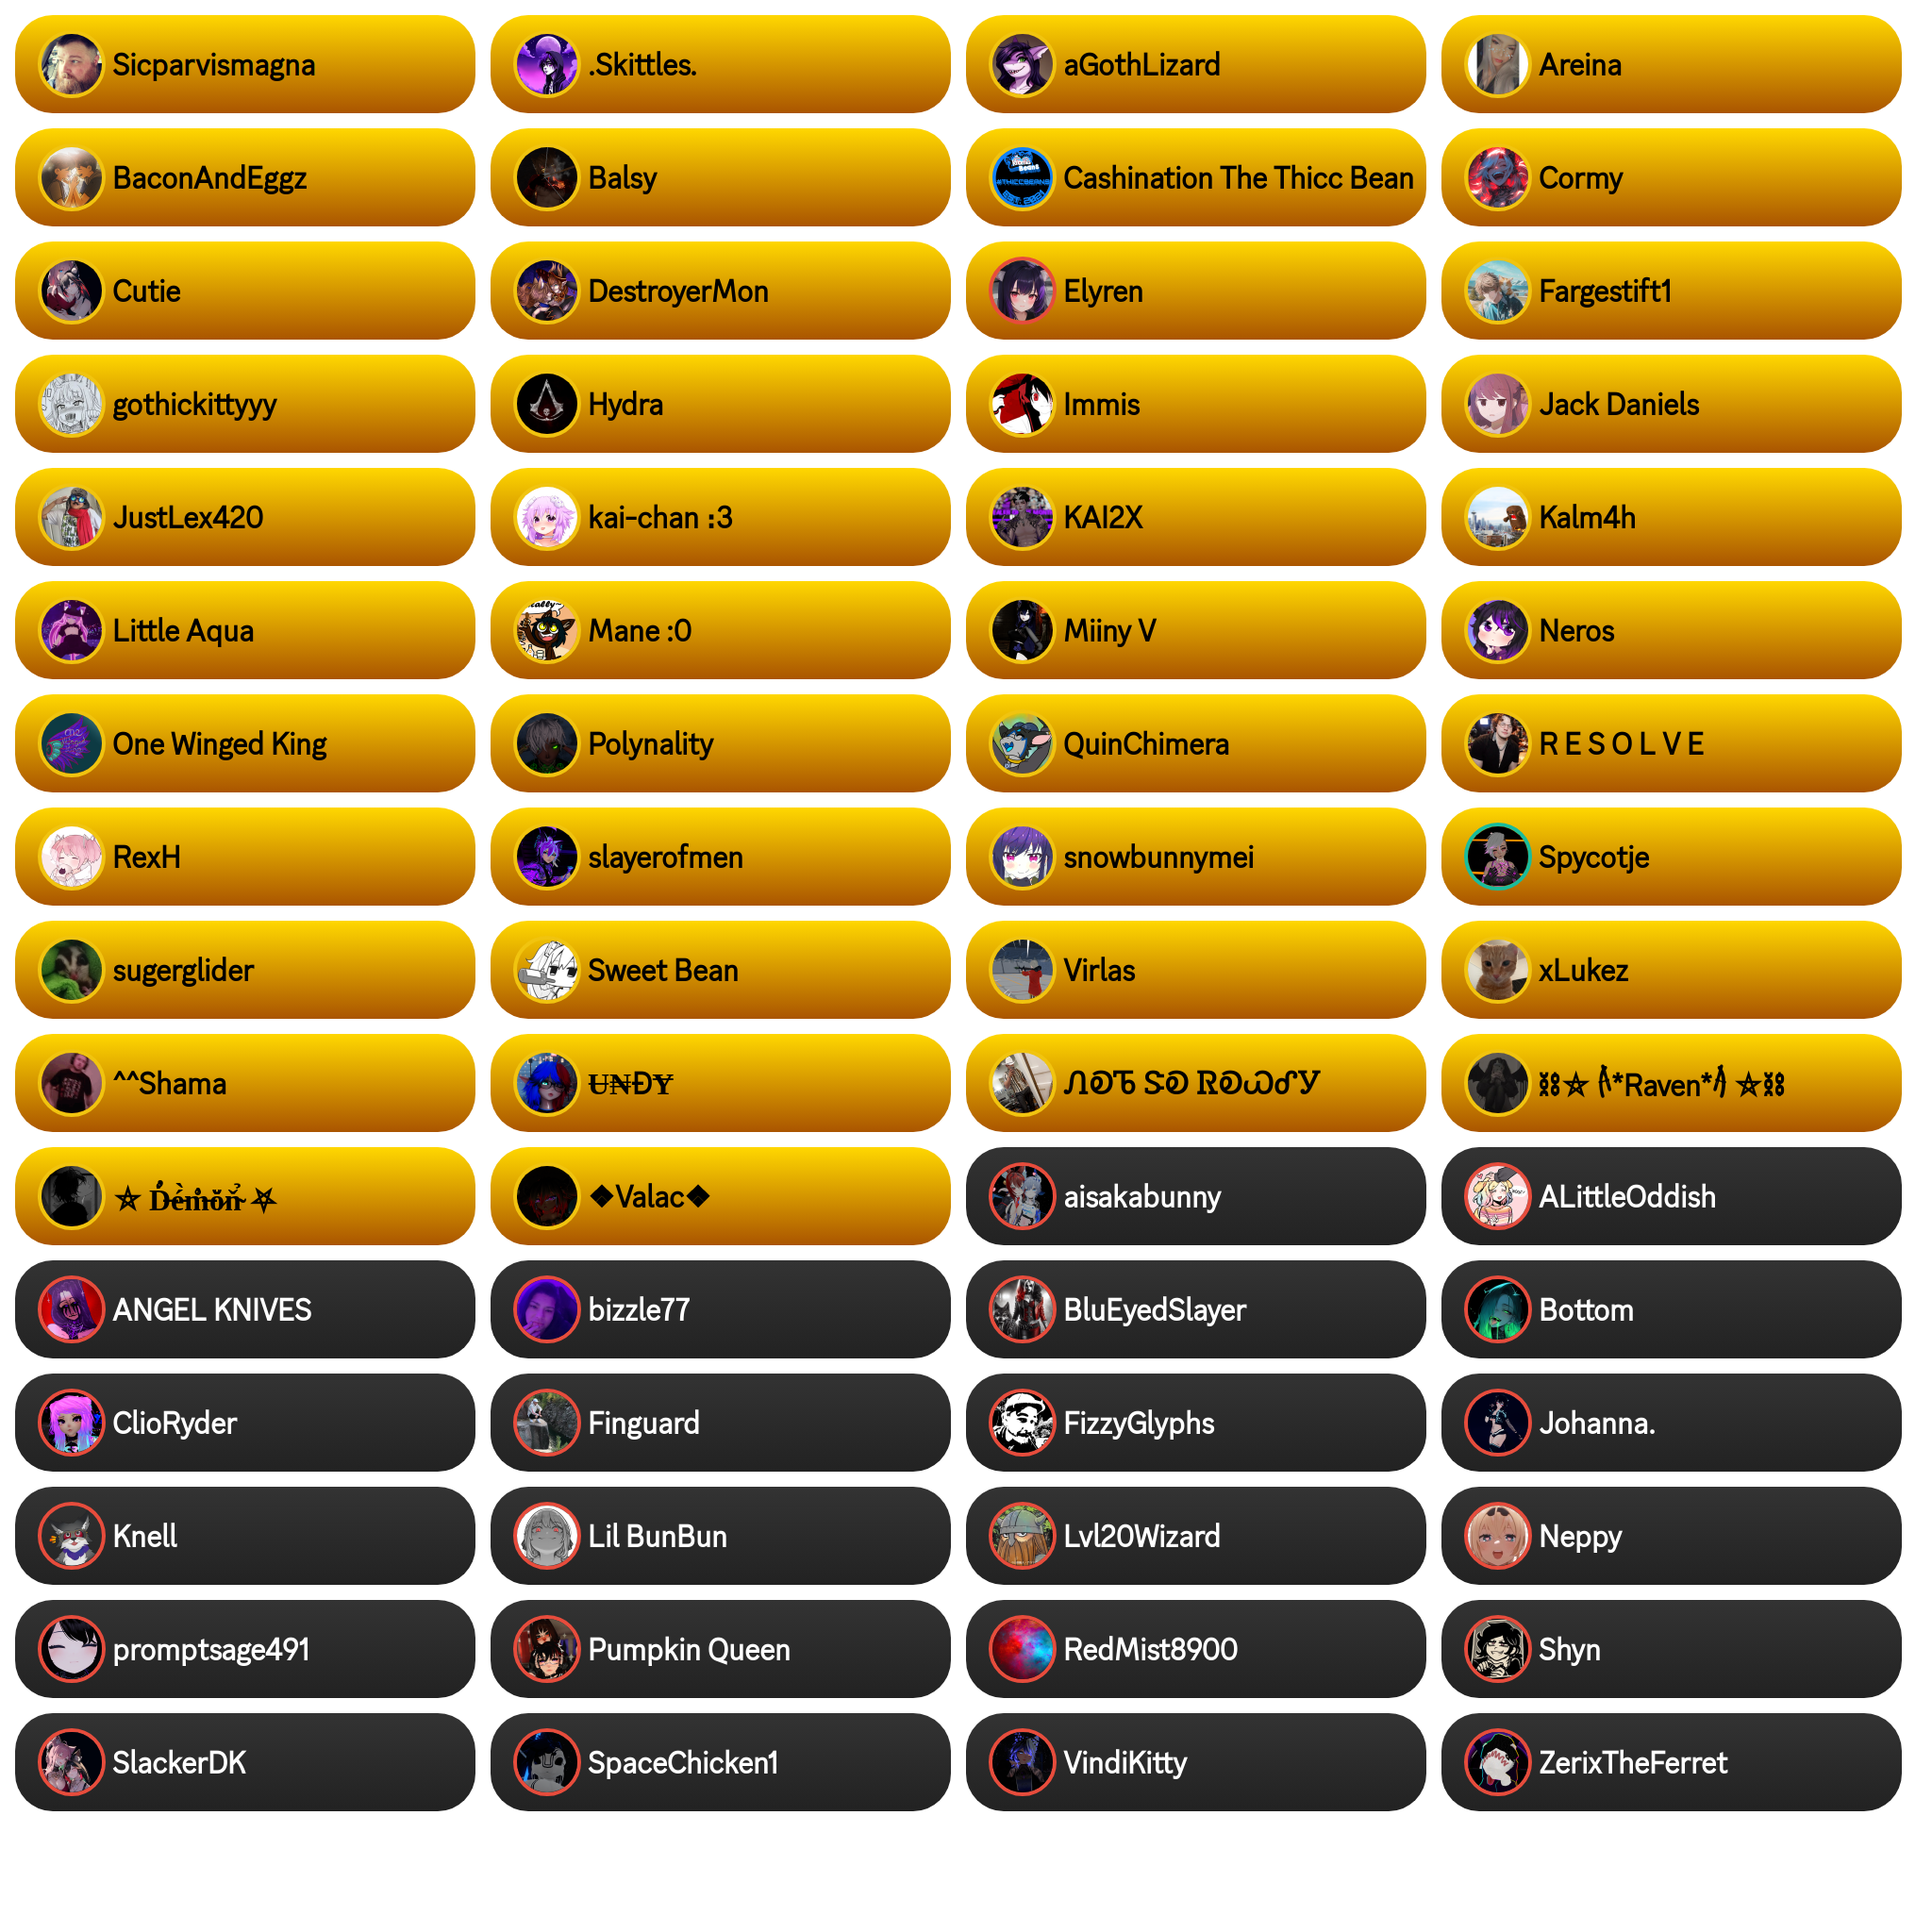 Sicparvismagna
.Skittles.
aGothLizard
Areina
BaconAndEggz
Balsy
Cashination The Thicc Bean
Cormy
Cutie
DestroyerMon
Elyren
Fargestift1
gothickittyyy
Hydra
Immis
Jack Daniels
JustLex420
kai-chan :3
KAI2X
Kalm4h
Little Aqua
Mane :0
Miiny V
Neros
One Winged King
Polynality
QuinChimera
R E S O L V E
RexH
slayerofmen
snowbunnymei
Spycotje
sugerglider
Sweet Bean
Virlas
xLukez
^^Shama
*Raven*
❖Valac❖
aisakabunny
ALittleOddish
ANGEL KNIVES
bizzle77
BluEyedSlayer
Bottom
ClioRyder
Finguard
FizzyGlyphs
Johanna.
Knell
Lil BunBun
Lvl20Wizard
Neppy
promptsage491
Pumpkin Queen
RedMist8900
Shyn
SlackerDK
SpaceChicken1
VindiKitty
ZerixTheFerret